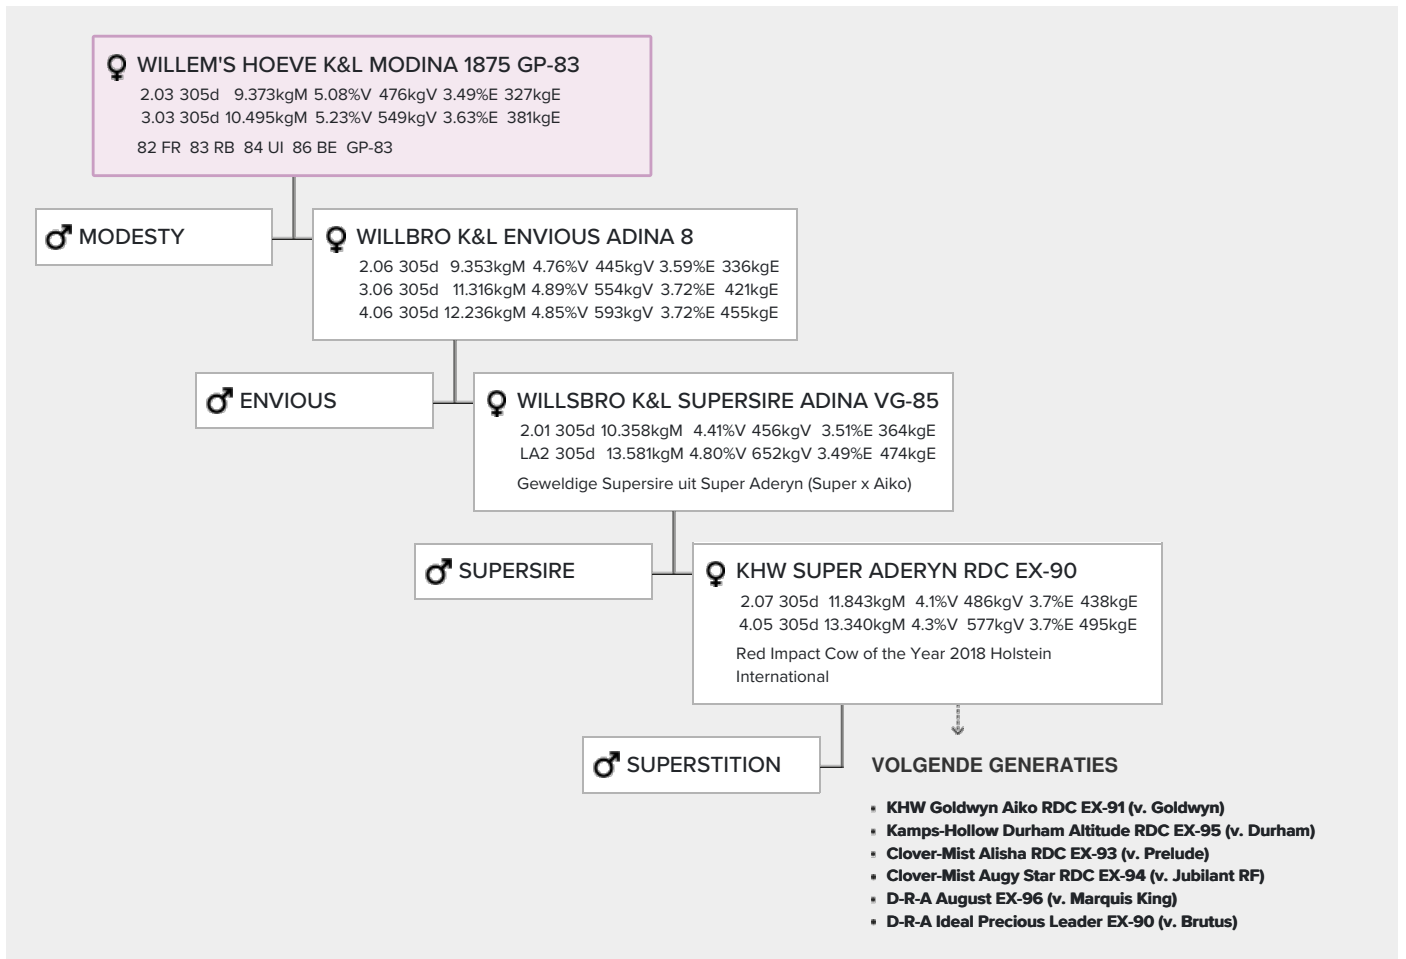 WILLEM'S HOEVE K&L MODINA 1875 GP-83
2.03 305d 9.373kgM 5.08%V 476kgV 3.49%E 327kgE
3.03 305d 10.495kgM 5.23%V 549kgV 3.63%E 381kgE
82 FR 83 RB 84 UI 86 BE GP-83
MODESTY
WILLBRO K&L ENVIOUS ADINA 8
2.06 305d 9.353kgM 4.76%V 445kgV 3.59%E 336kgE
3.06 305d 11.316kgM 4.89%V 554kgV 3.72%E 421kgE
4.06 305d 12.236kgM 4.85%V 593kgV 3.72%E 455kgE
ENVIOUS
WILLSBRO K&L SUPERSIRE ADINA VG-85
2.01 305d 10.358kgM 4.41%V 456kgV 3.51%E 364kgE
LA2 305d 13.581kgM 4.80%V 652kgV 3.49%E 474kgE
Geweldige Supersire uit Super Aderyn (Super x Aiko)
SUPERSIRE
KHW SUPER ADERYN RDC EX-90
2.07 305d 11.843kgM 4.1%V 486kgV 3.7%E 438kgE
4.05 305d 13.340kgM 4.3%V 577kgV 3.7%E 495kgE
Red Impact Cow of the Year 2018 Holstein
International
SUPERSTITION
VOLGENDE GENERATIES
KHW Goldwyn Aiko RDC EX-91 (v. Goldwyn)
Kamps-Hollow Durham Altitude RDC EX-95 (v. Durham)
Clover-Mist Alisha RDC EX-93 (v. Prelude)
Clover-Mist Augy Star RDC EX-94 (v. Jubilant RF)
D-R-A August EX-96 (v. Marquis King)
D-R-A Ideal Precious Leader EX-90 (v. Brutus)